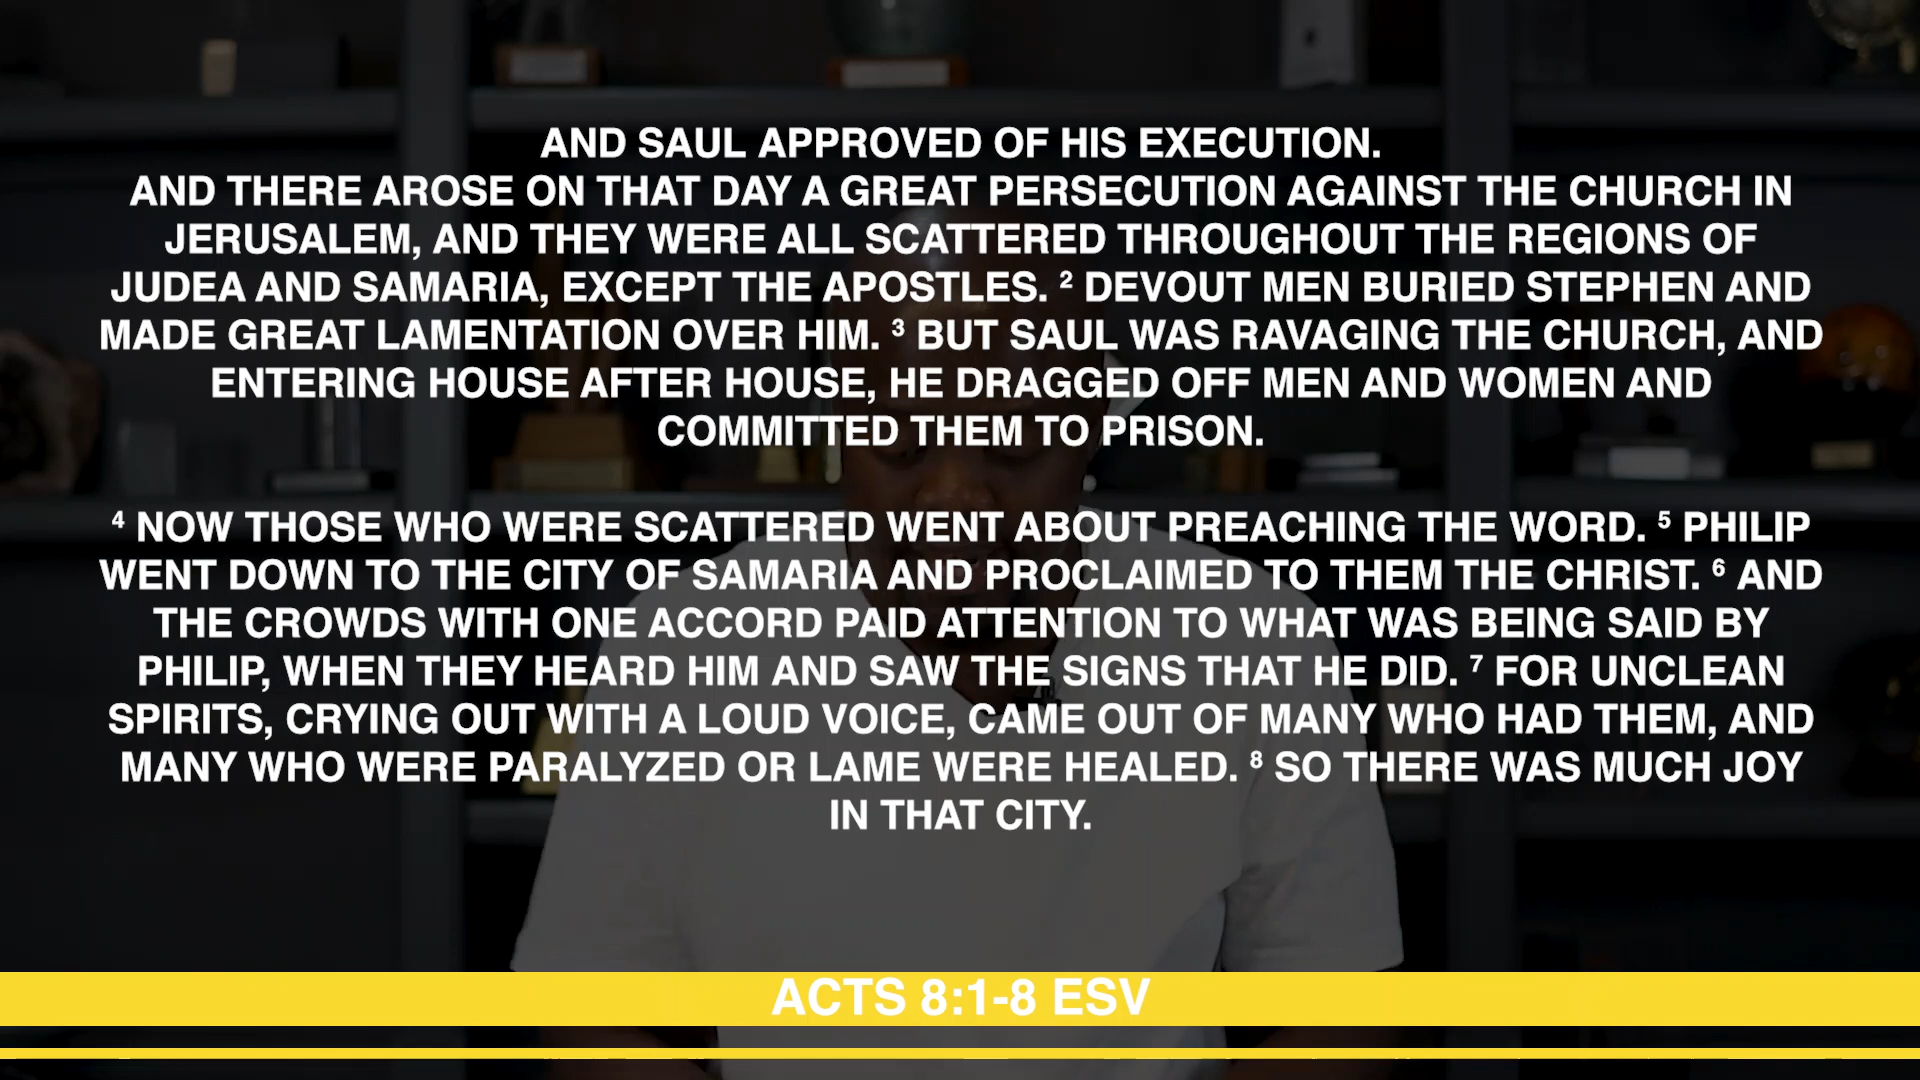 AND SAUL APPROVED OF HIS EXECUTION.
AND THERE AROSE ON THAT DAY A GREAT PERSECUTION AGAINST THE CHURCH IN
JERUSALEM, AND THEY WERE ALL SCATTERED THROUGHOUT THE REGIONS OF
JUDEA AND SAMARIA, EXCEPT THE APOSTLES. ² DEVOUT MEN BURIED STEPHEN AND
MADE GREAT LAMENTATION OVER HIM. ³ BUT SAUL WAS RAVAGING THE CHURCH, AND
ENTERING HOUSE AFTER HOUSE, HE DRAGGED OFF MEN AND WOMEN AND
COMMITTED THEM TO PRISON.
⁴ NOW THOSE WHO WERE SCATTERED WENT ABOUT PREACHING THE WORD. ⁵ PHILIP
WENT DOWN TO THE CITY OF SAMARIA AND PROCLAIMED TO THEM THE CHRIST. ⁶ AND
THE CROWDS WITH ONE ACCORD PAID ATTENTION TO WHAT WAS BEING SAID BY
PHILIP, WHEN THEY HEARD HIM AND SAW THE SIGNS THAT HE DID. ⁷ FOR UNCLEAN
SPIRITS, CRYING OUT WITH A LOUD VOICE, CAME OUT OF MANY WHO HAD THEM, AND
MANY WHO WERE PARALYZED OR LAME WERE HEALED. ⁸ SO THERE WAS MUCH JOY
IN THAT CITY.
ACTS 8:1-8 ESV